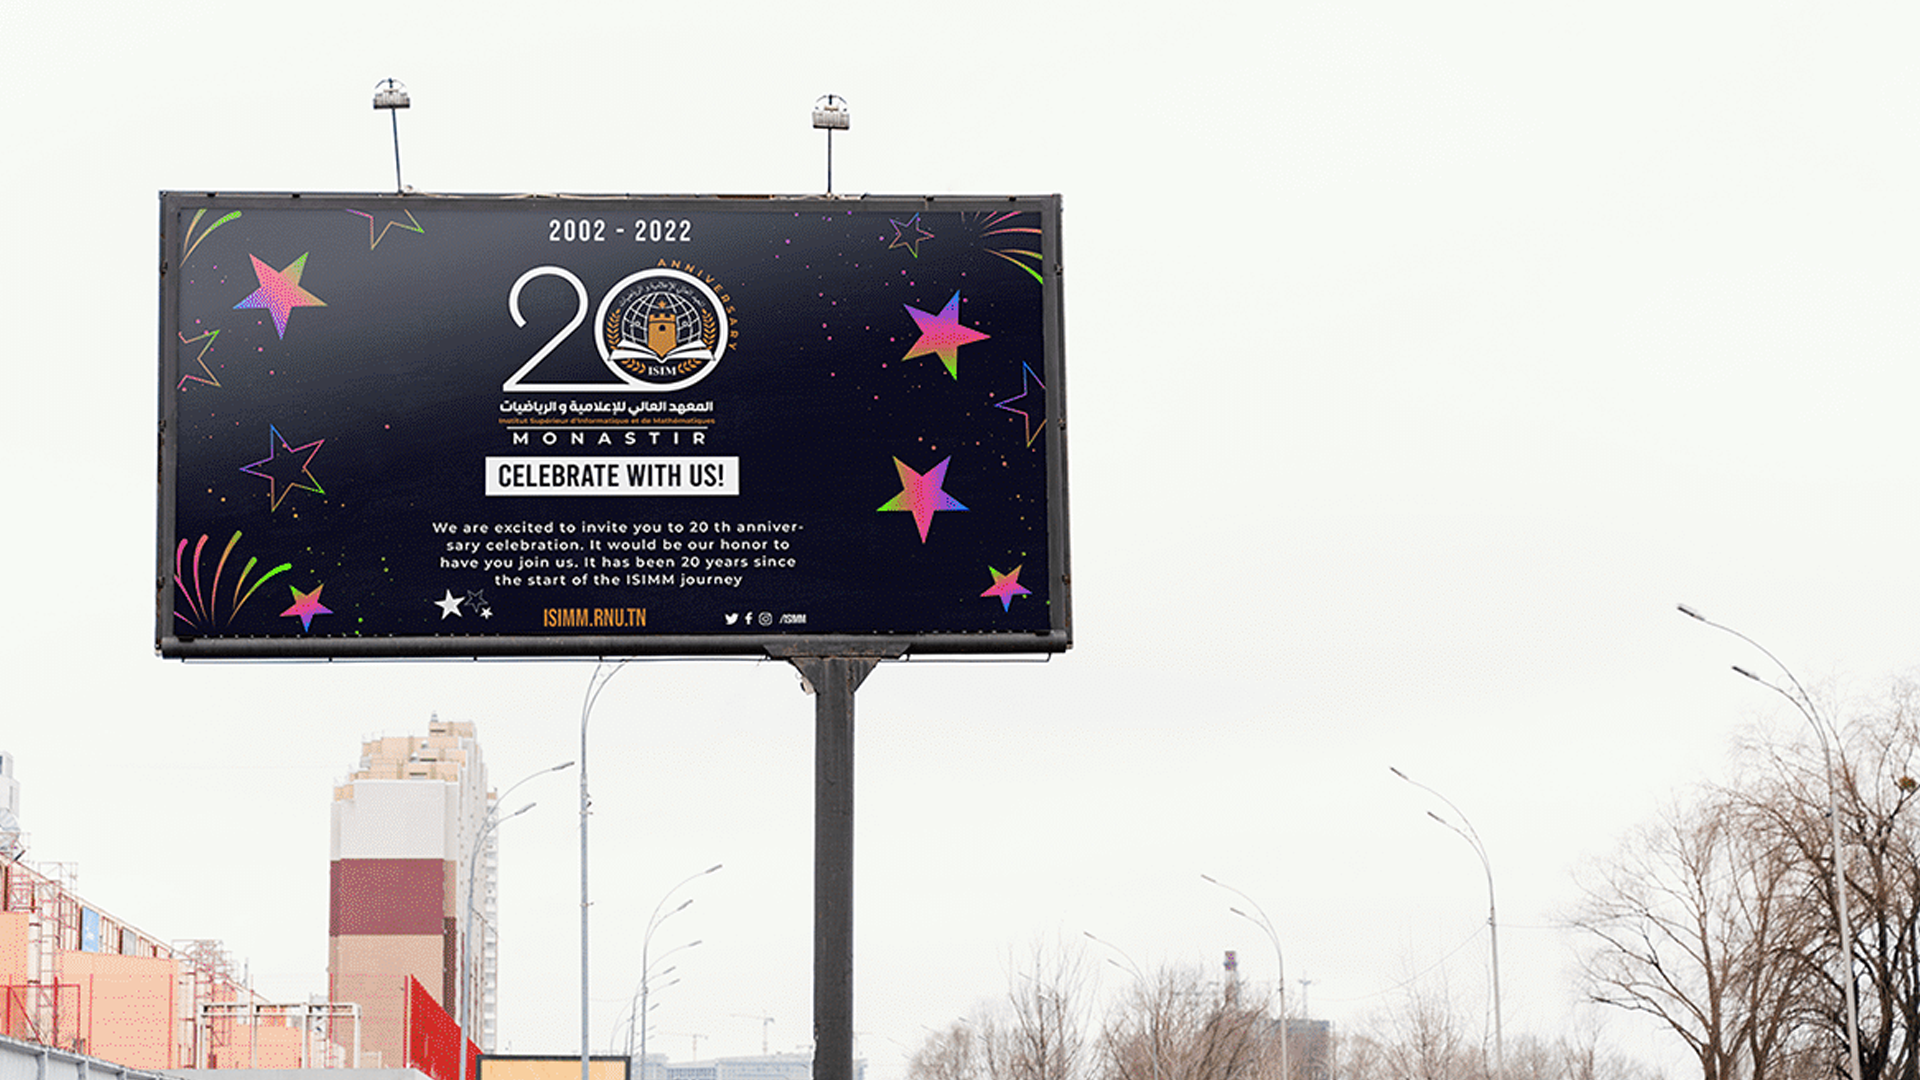 2002 - 2022
20
ANNIVERSARY
ISIM
المعهد العالي للإعلامية و الرياضيات
Institut Supérieur d'Informatique et de Mathématiques
MONASTIR
CELEBRATE WITH US!
We are excited to invite you to 20 th anniver-
sary celebration. It would be our honor to
have you join us. It has been 20 years since
the start of the ISIMM journey
ISIMM.RNU.TN
/ISIMM